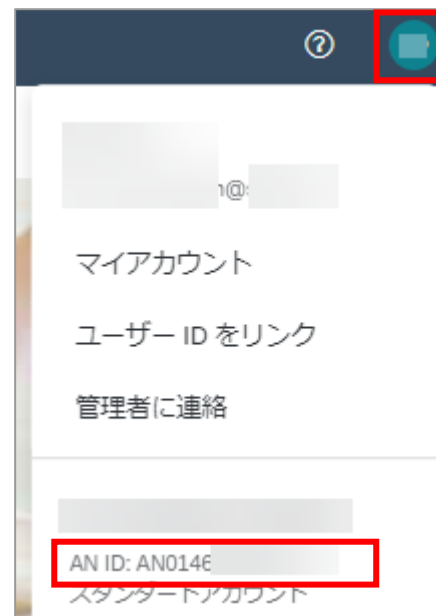 @
マイアカウント
ユーザー ID をリンク
管理者に連絡
AN ID: AN0146
スタンダードアカウント